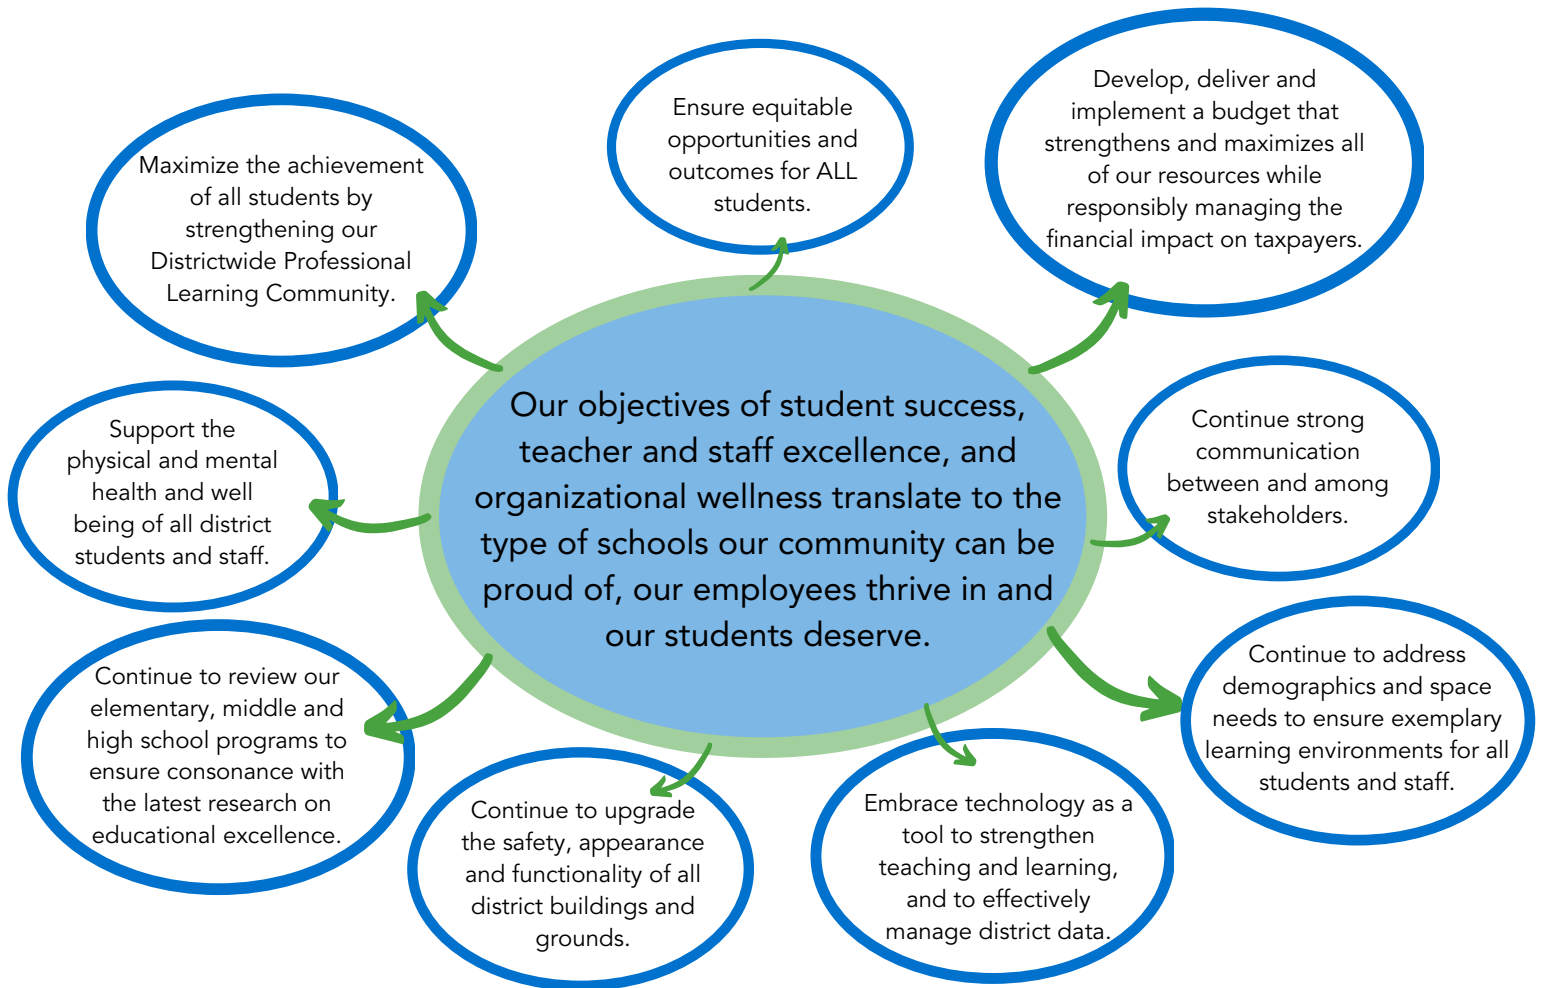 Ensure equitable
opportunities and
outcomes for ALL
students.
Develop, deliver and
implement a budget that
strengthens and maximizes all
of our resources while
responsibly managing the
financial impact on taxpayers.
Maximize the achievement
of all students by
strengthening our
Districtwide Professional
Learning Community.
Our objectives of student success,
teacher and staff excellence, and
organizational wellness translate to the
type of schools our community can be
proud of, our employees thrive in and
our students deserve.
Continue strong
communication
between and among
stakeholders.
Support the
physical and mental
health and well
being of all district
students and staff.
Continue to address
demographics and space
needs to ensure exemplary
learning environments for all
students and staff.
Continue to review our
elementary, middle and
high school programs to
ensure consonance with
the latest research on
educational excellence.
Continue to upgrade
the safety, appearance
and functionality of all
district buildings and
grounds.
Embrace technology as a
tool to strengthen
teaching and learning,
and to effectively
manage district data.